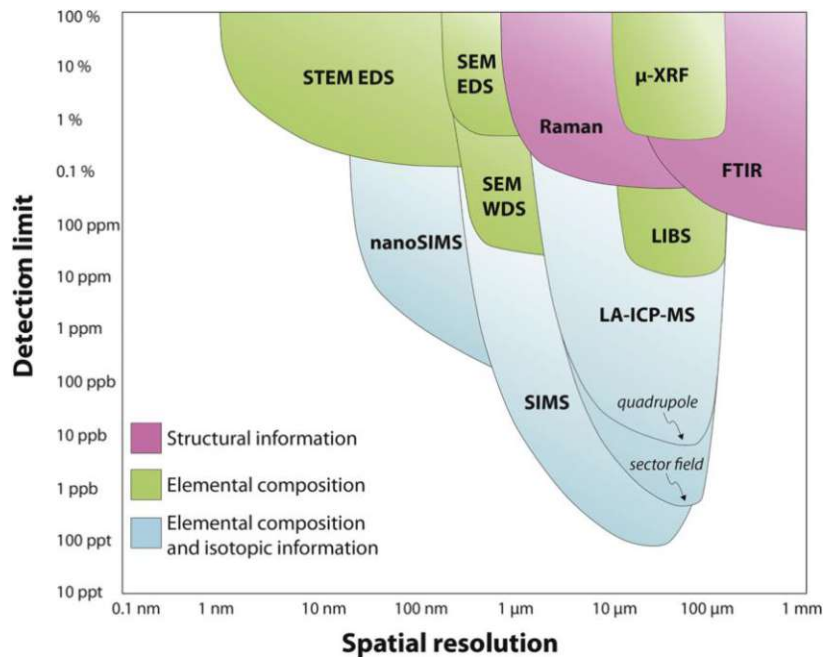 100 %
10 %
1 %
0.1 %
100 ppm
10 ppm
1 ppm
100 ppb
10 ppb
1 ppb
100 ppt
10 ppt
Detection limit
STEM EDS
SEM
EDS
µ-XRF
Raman
FTIR
SEM
WDS
nanoSIMS
LIBS
LA-ICP-MS
SIMS
quadrupole
sector field
Structural information
Elemental composition
Elemental composition
and isotopic information
0.1 nm
1 nm
10 nm
100 nm
1 µm
10 µm
100 µm
1 mm
Spatial resolution